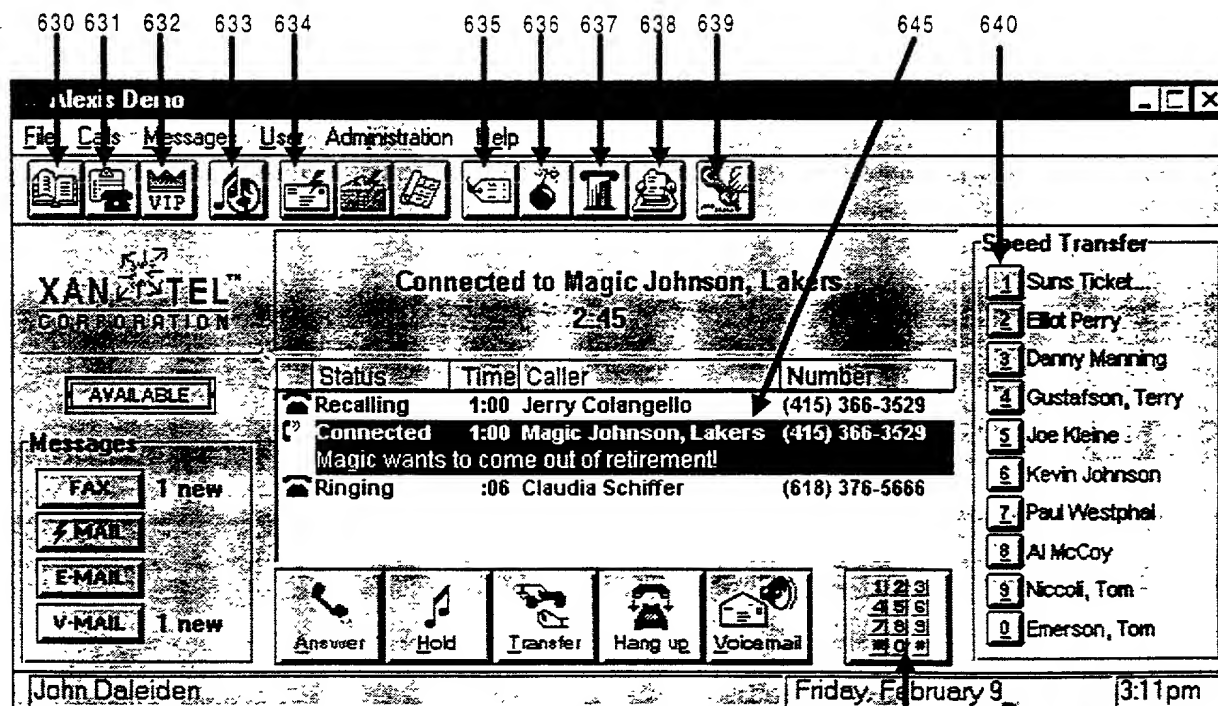 630 631 632 633 634 635 636 637 638 639 645 640
Alexis Demo
File Calls Messages User Administration Help
VIP
XANTEL™
CORPORATION
Connected to Magic Johnson, Lakers
2:45
AVAILABLE
Status Time Caller Number
Recalling 1:00 Jerry Colangello (415) 366-3529
Connected 1:00 Magic Johnson, Lakers (415) 366-3529
Magic wants to come out of retirement!
Ringing :06 Claudia Schiffer (618) 376-5666
Messages
FAX 1 new
MAIL
E-MAIL
V-MAIL 1 new
Answer Hold Transfer Hang up Voicemail
1 2 3
4 5 6
7 8 9
* 0 #
Speed Transfer
1 Suns Ticket...
2 Elliot Perry
3 Danny Manning
4 Gustafson, Terry
5 Joe Kleine
6 Kevin Johnson
7 Paul Westphal
8 Al McCoy
9 Niccoli, Tom
0 Emerson, Tom
John Daleiden Friday, February 9 3:11pm